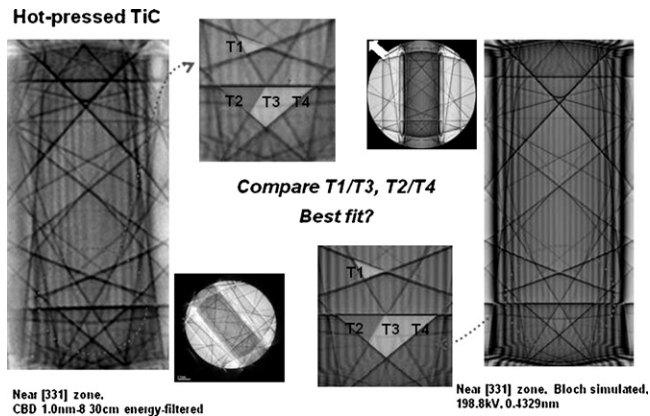 Hot-pressed TiC
T1
T2 T3 T4
Compare T1/T3, T2/T4
Best fit?
T1
T2 T3 T4
Near [331] zone.
CBD 1.0nm-8 30cm energy-filtered
Near [331] zone. Bloch simulated,
198.8kV, 0.4329nm